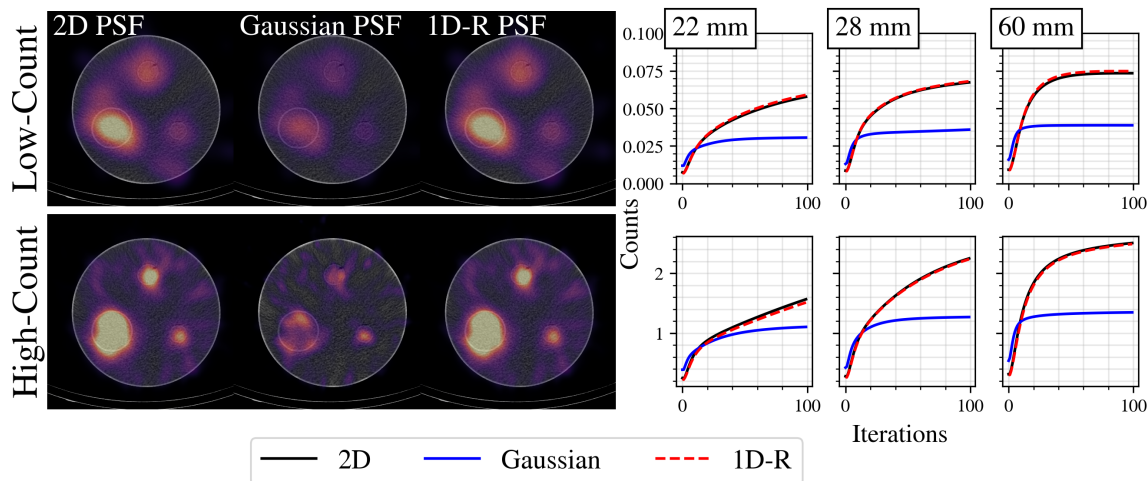 2D PSF Gaussian PSF 1D-R PSF
Low-Count
High-Count
22 mm 28 mm 60 mm
0.100
0.075
0.050
0.025
0.000
0 100 0 100 0 100
Counts
2
1
0 100 0 100 0 100
Iterations
2D Gaussian 1D-R